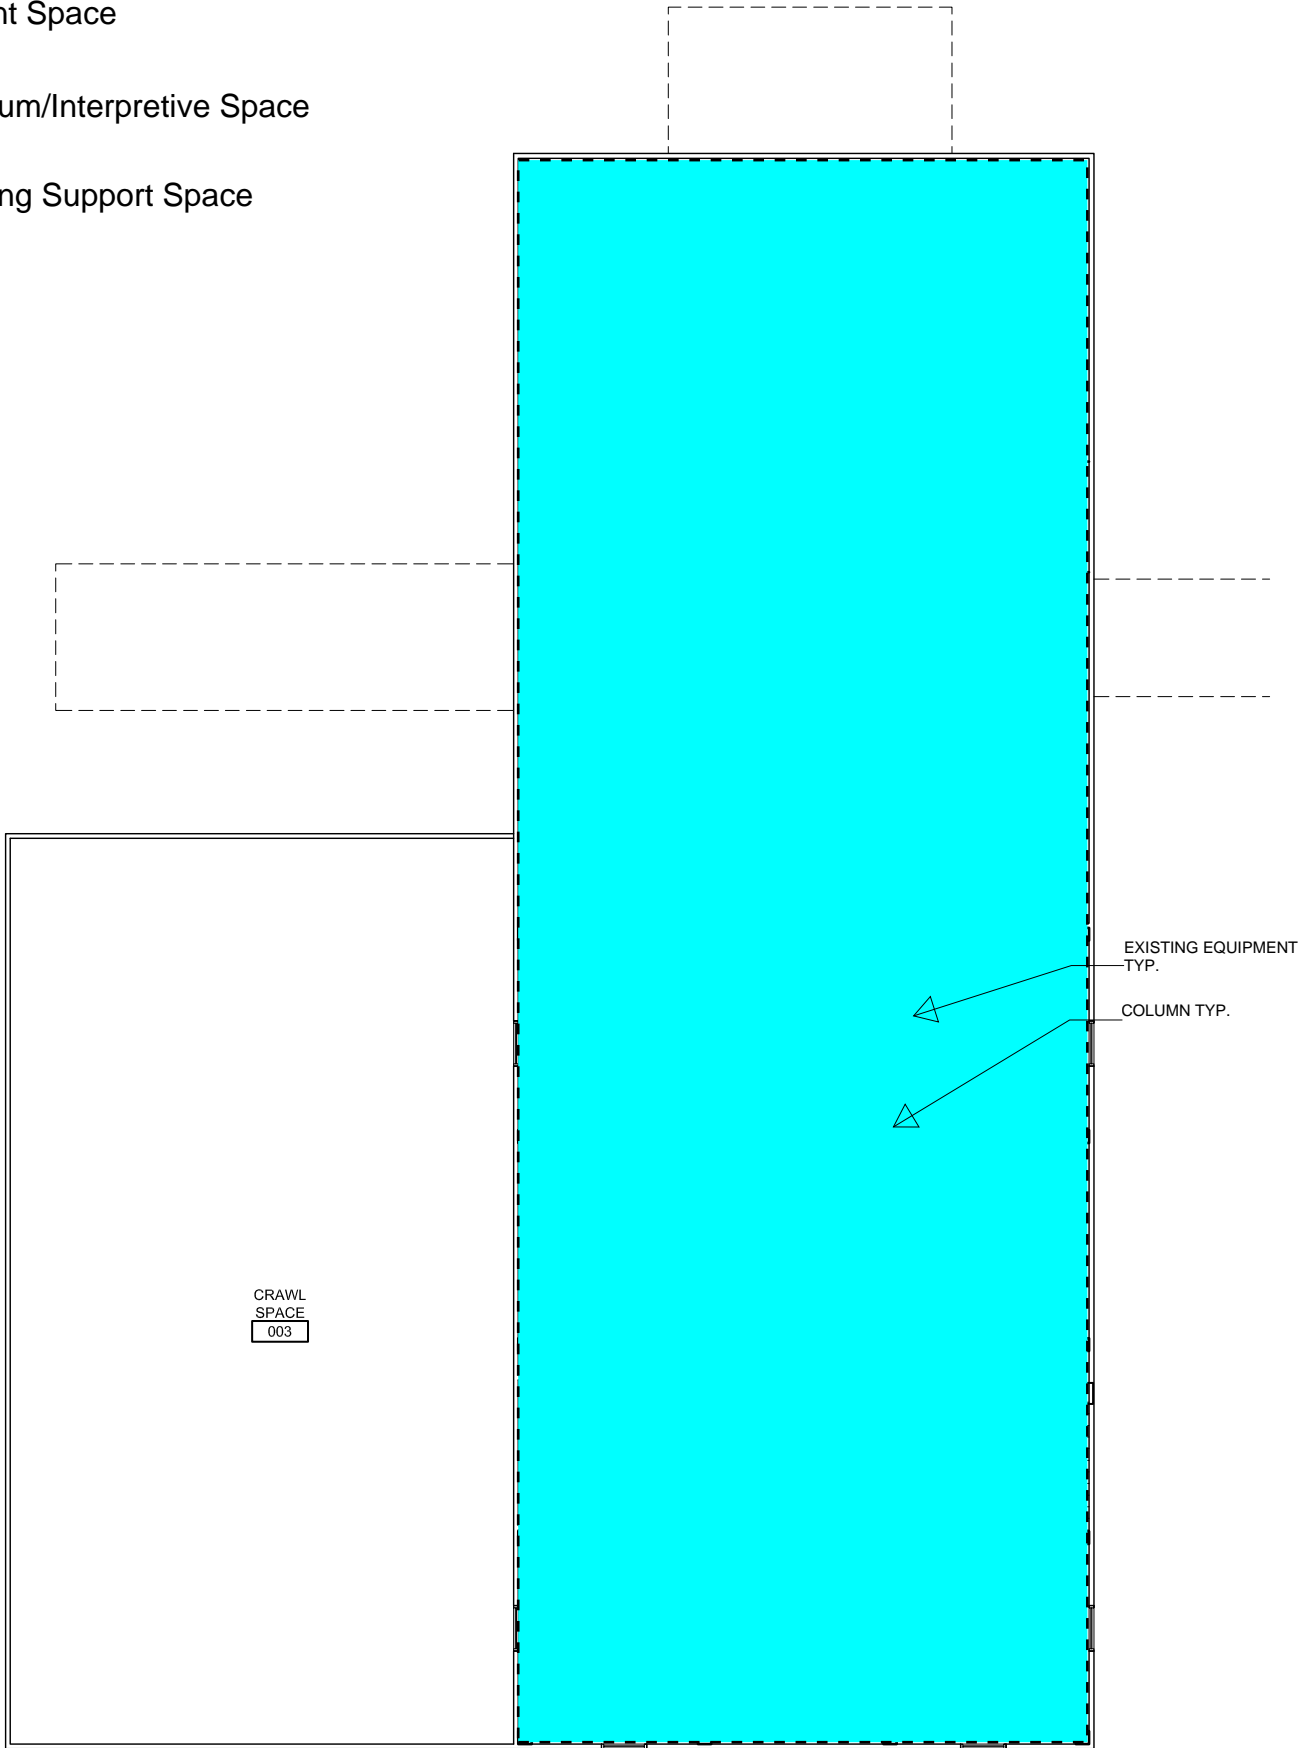 nt Space
um/Interpretive Space
ng Support Space
EXISTING EQUIPMENT
TYP.
COLUMN TYP.
CRAWL
SPACE
003